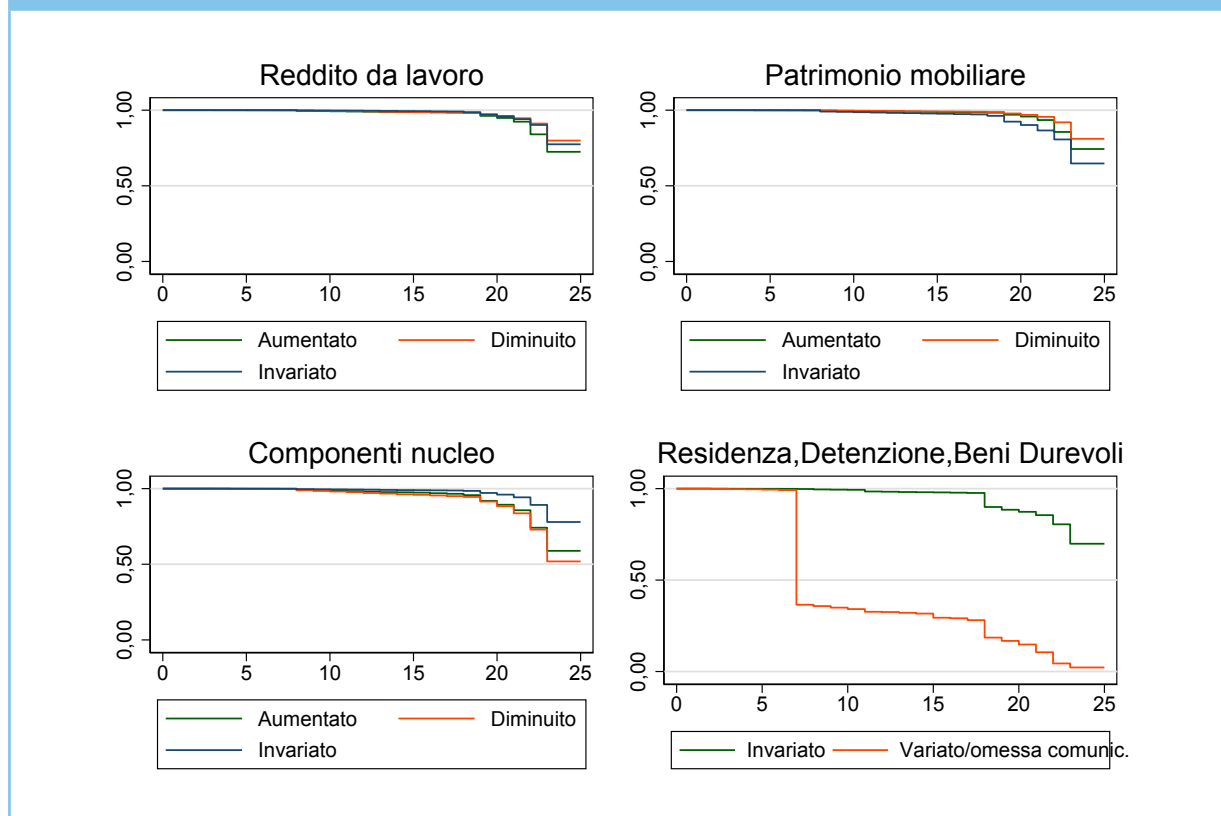 Reddito da lavoro
1,00
0,50
0,00
0 5 10 15 20 25
Aumentato Diminuito
Invariato
Patrimonio mobiliare
1,00
0,50
0,00
0 5 10 15 20 25
Aumentato Diminuito
Invariato
Componenti nucleo
1,00
0,50
0,00
0 5 10 15 20 25
Aumentato Diminuito
Invariato
Residenza,Detenzione,Beni Durevoli
1,00
0,50
0,00
0 5 10 15 20 25
Invariato Variato/omessa comunic.